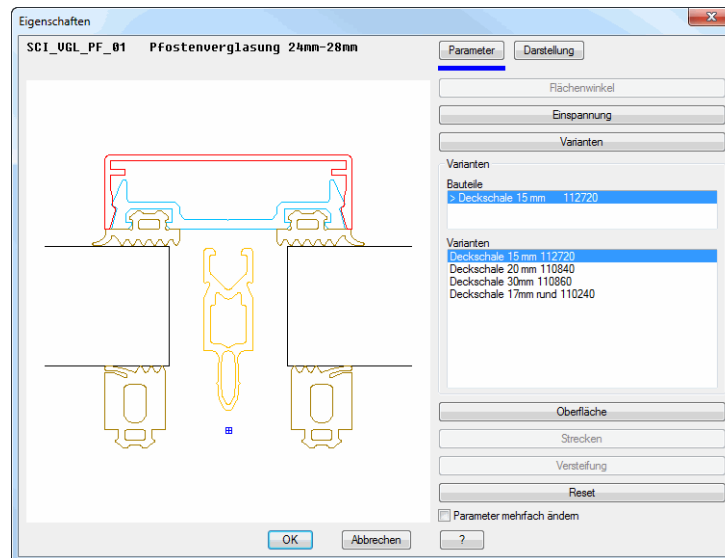 Eigenschaften
SCI_VGL_PF_01 Pfostenverglasung 24mm-28mm
Parameter Darstellung
Flächenwinkel
Einspannung
Varianten
Varianten
Bauteile
> Deckschale 15 mm 112720
Varianten
Deckschale 15 mm 112720
Deckschale 20 mm 110840
Deckschale 30mm 110860
Deckschale 17mm rund 110240
Oberfläche
Strecken
Versteifung
Reset
Parameter mehrfach ändern
OK Abbrechen ?